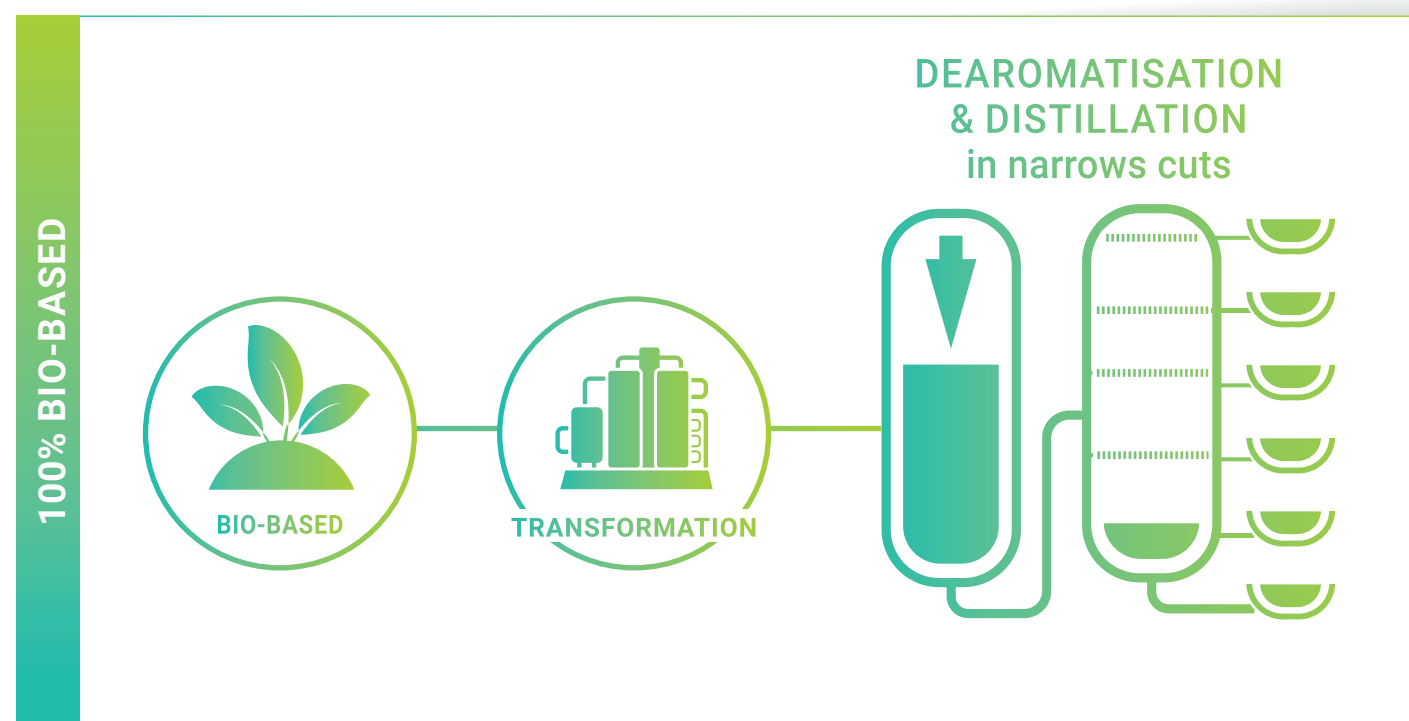 100% BIO-BASED
DEAROMATISATION
& DISTILLATION
in narrows cuts
BIO-BASED
TRANSFORMATION